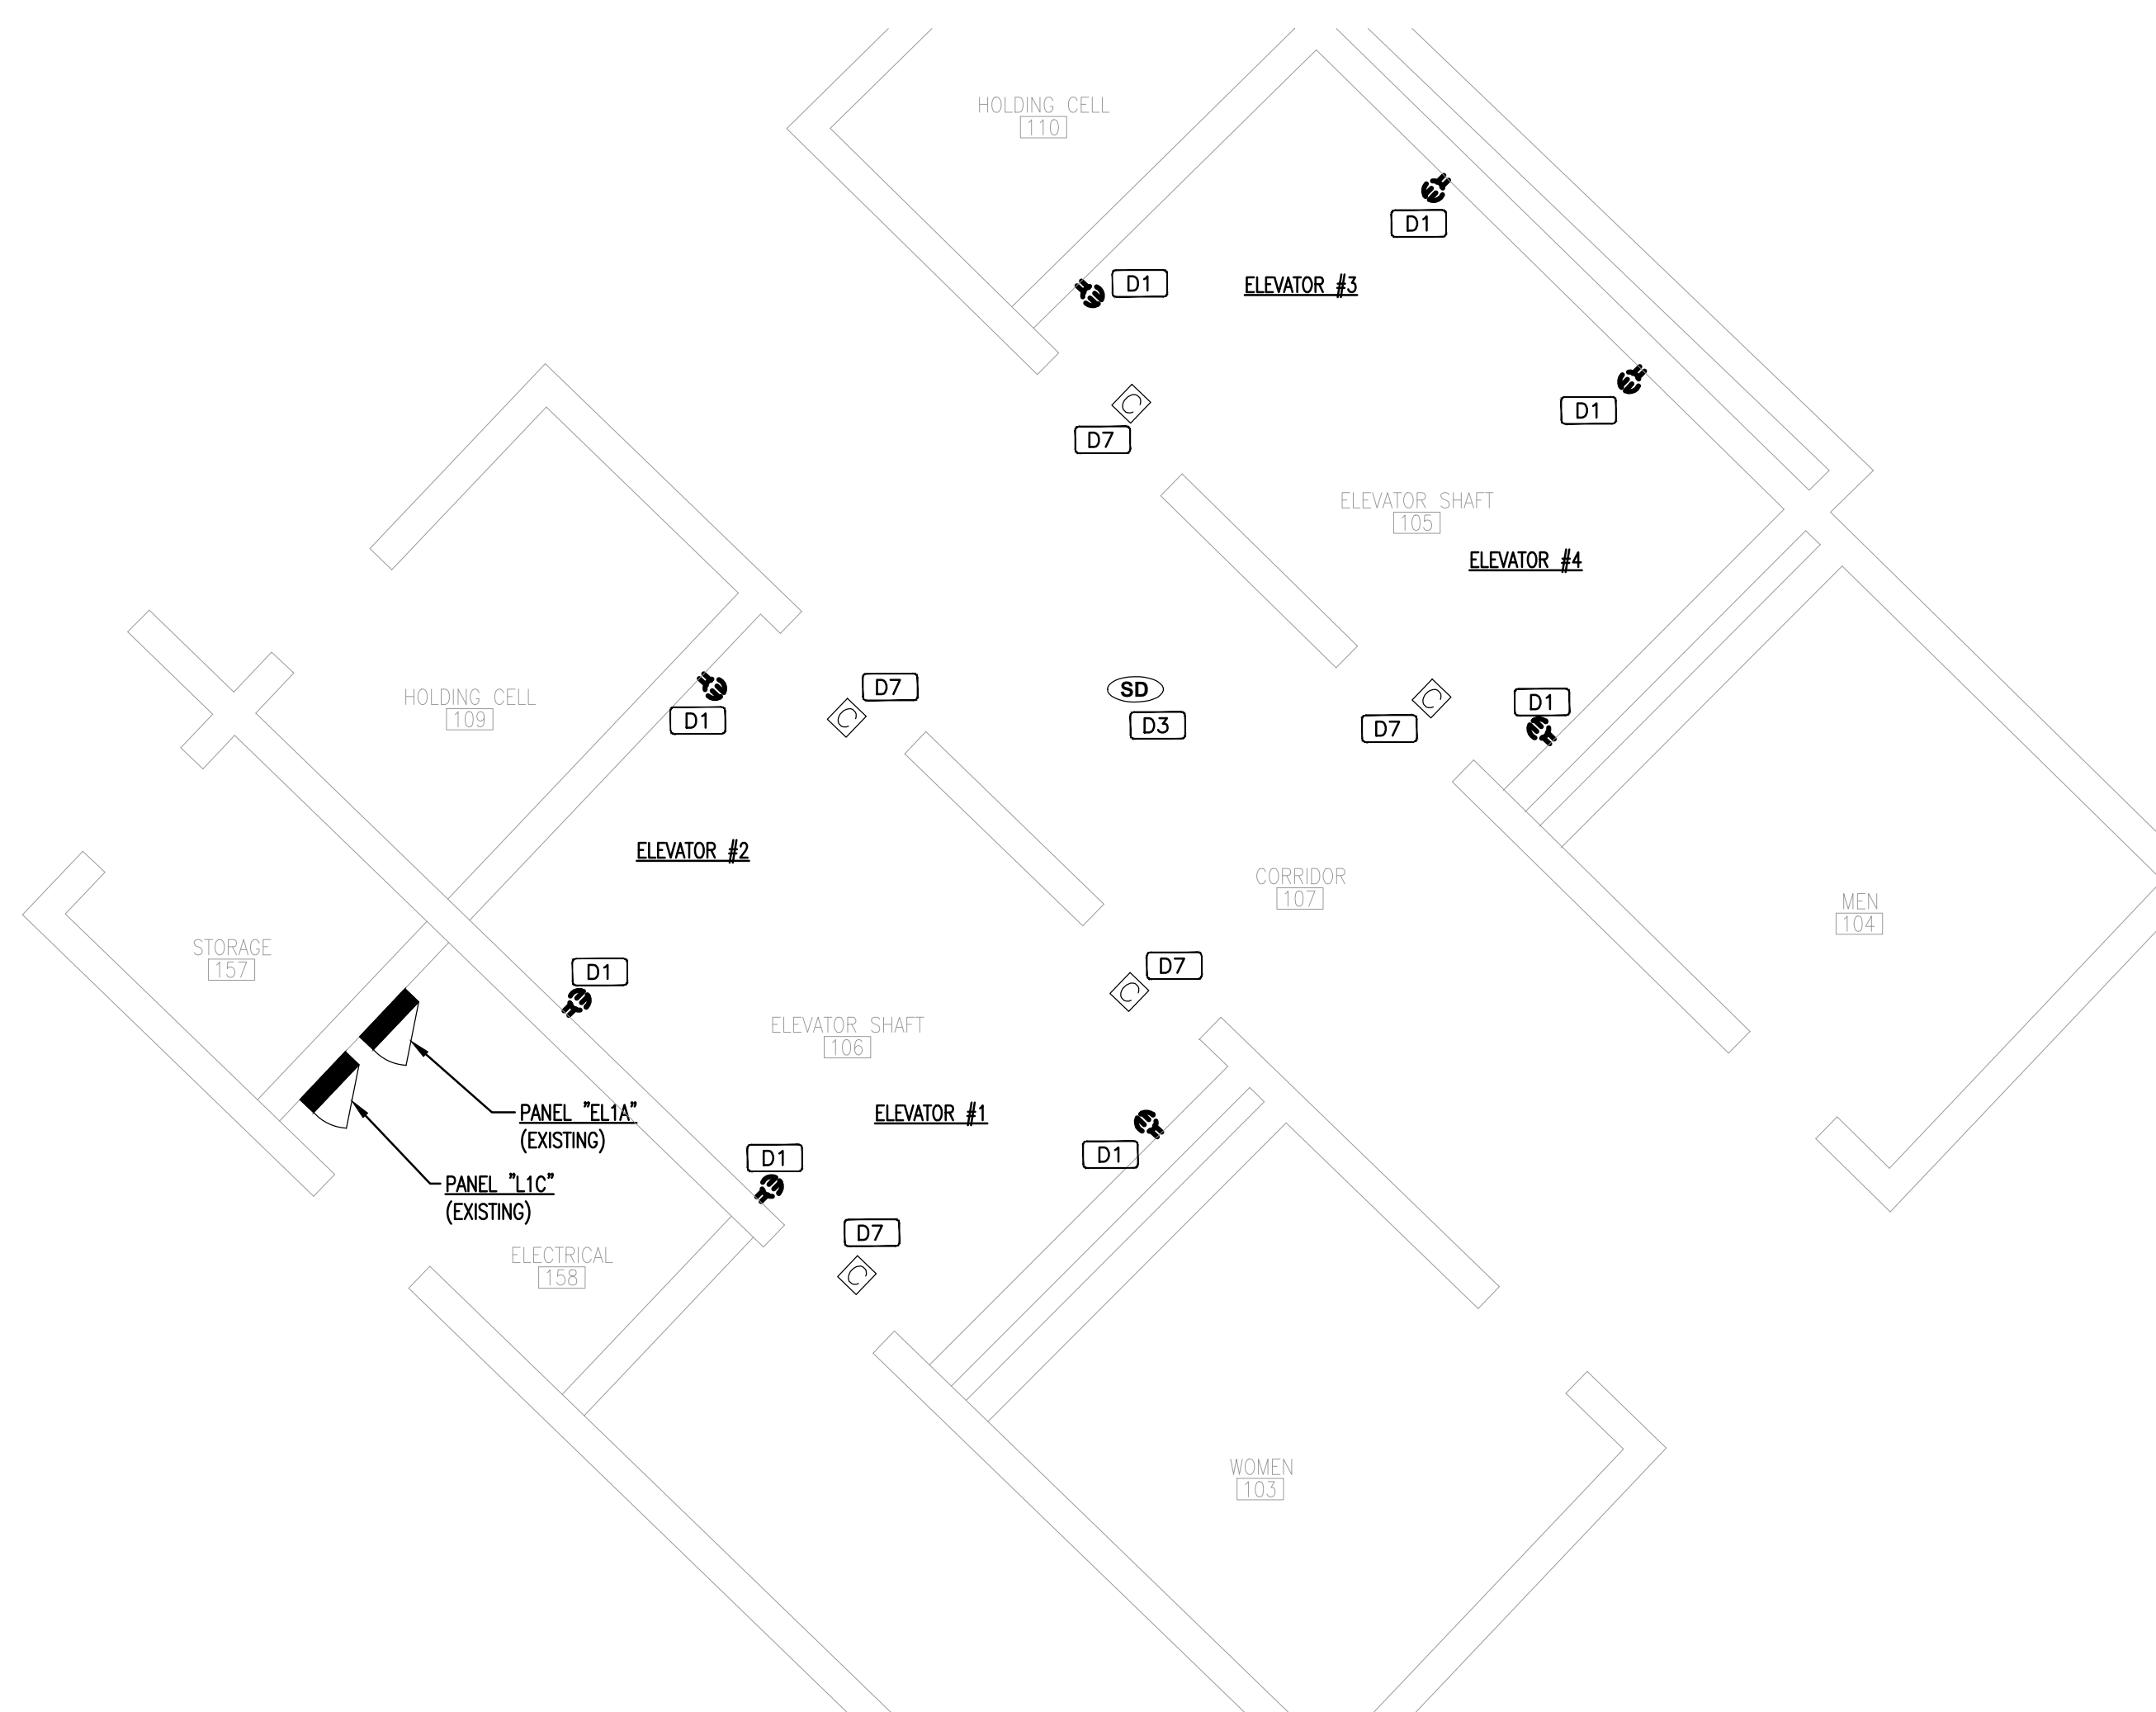 HOLDING CELL
110
D1
D1
ELEVATOR #3
D1
C
D7
ELEVATOR SHAFT
105
ELEVATOR #4
HOLDING CELL
109
D1
D7
C
SD
D3
C
D7
D1
ELEVATOR #2
CORRIDOR
107
MEN
104
STORAGE
157
D1
D7
C
ELEVATOR SHAFT
106
PANEL "EL1A"
(EXISTING)
ELEVATOR #1
D1
D1
PANEL "L1C"
(EXISTING)
D7
C
ELECTRICAL
158
WOMEN
103